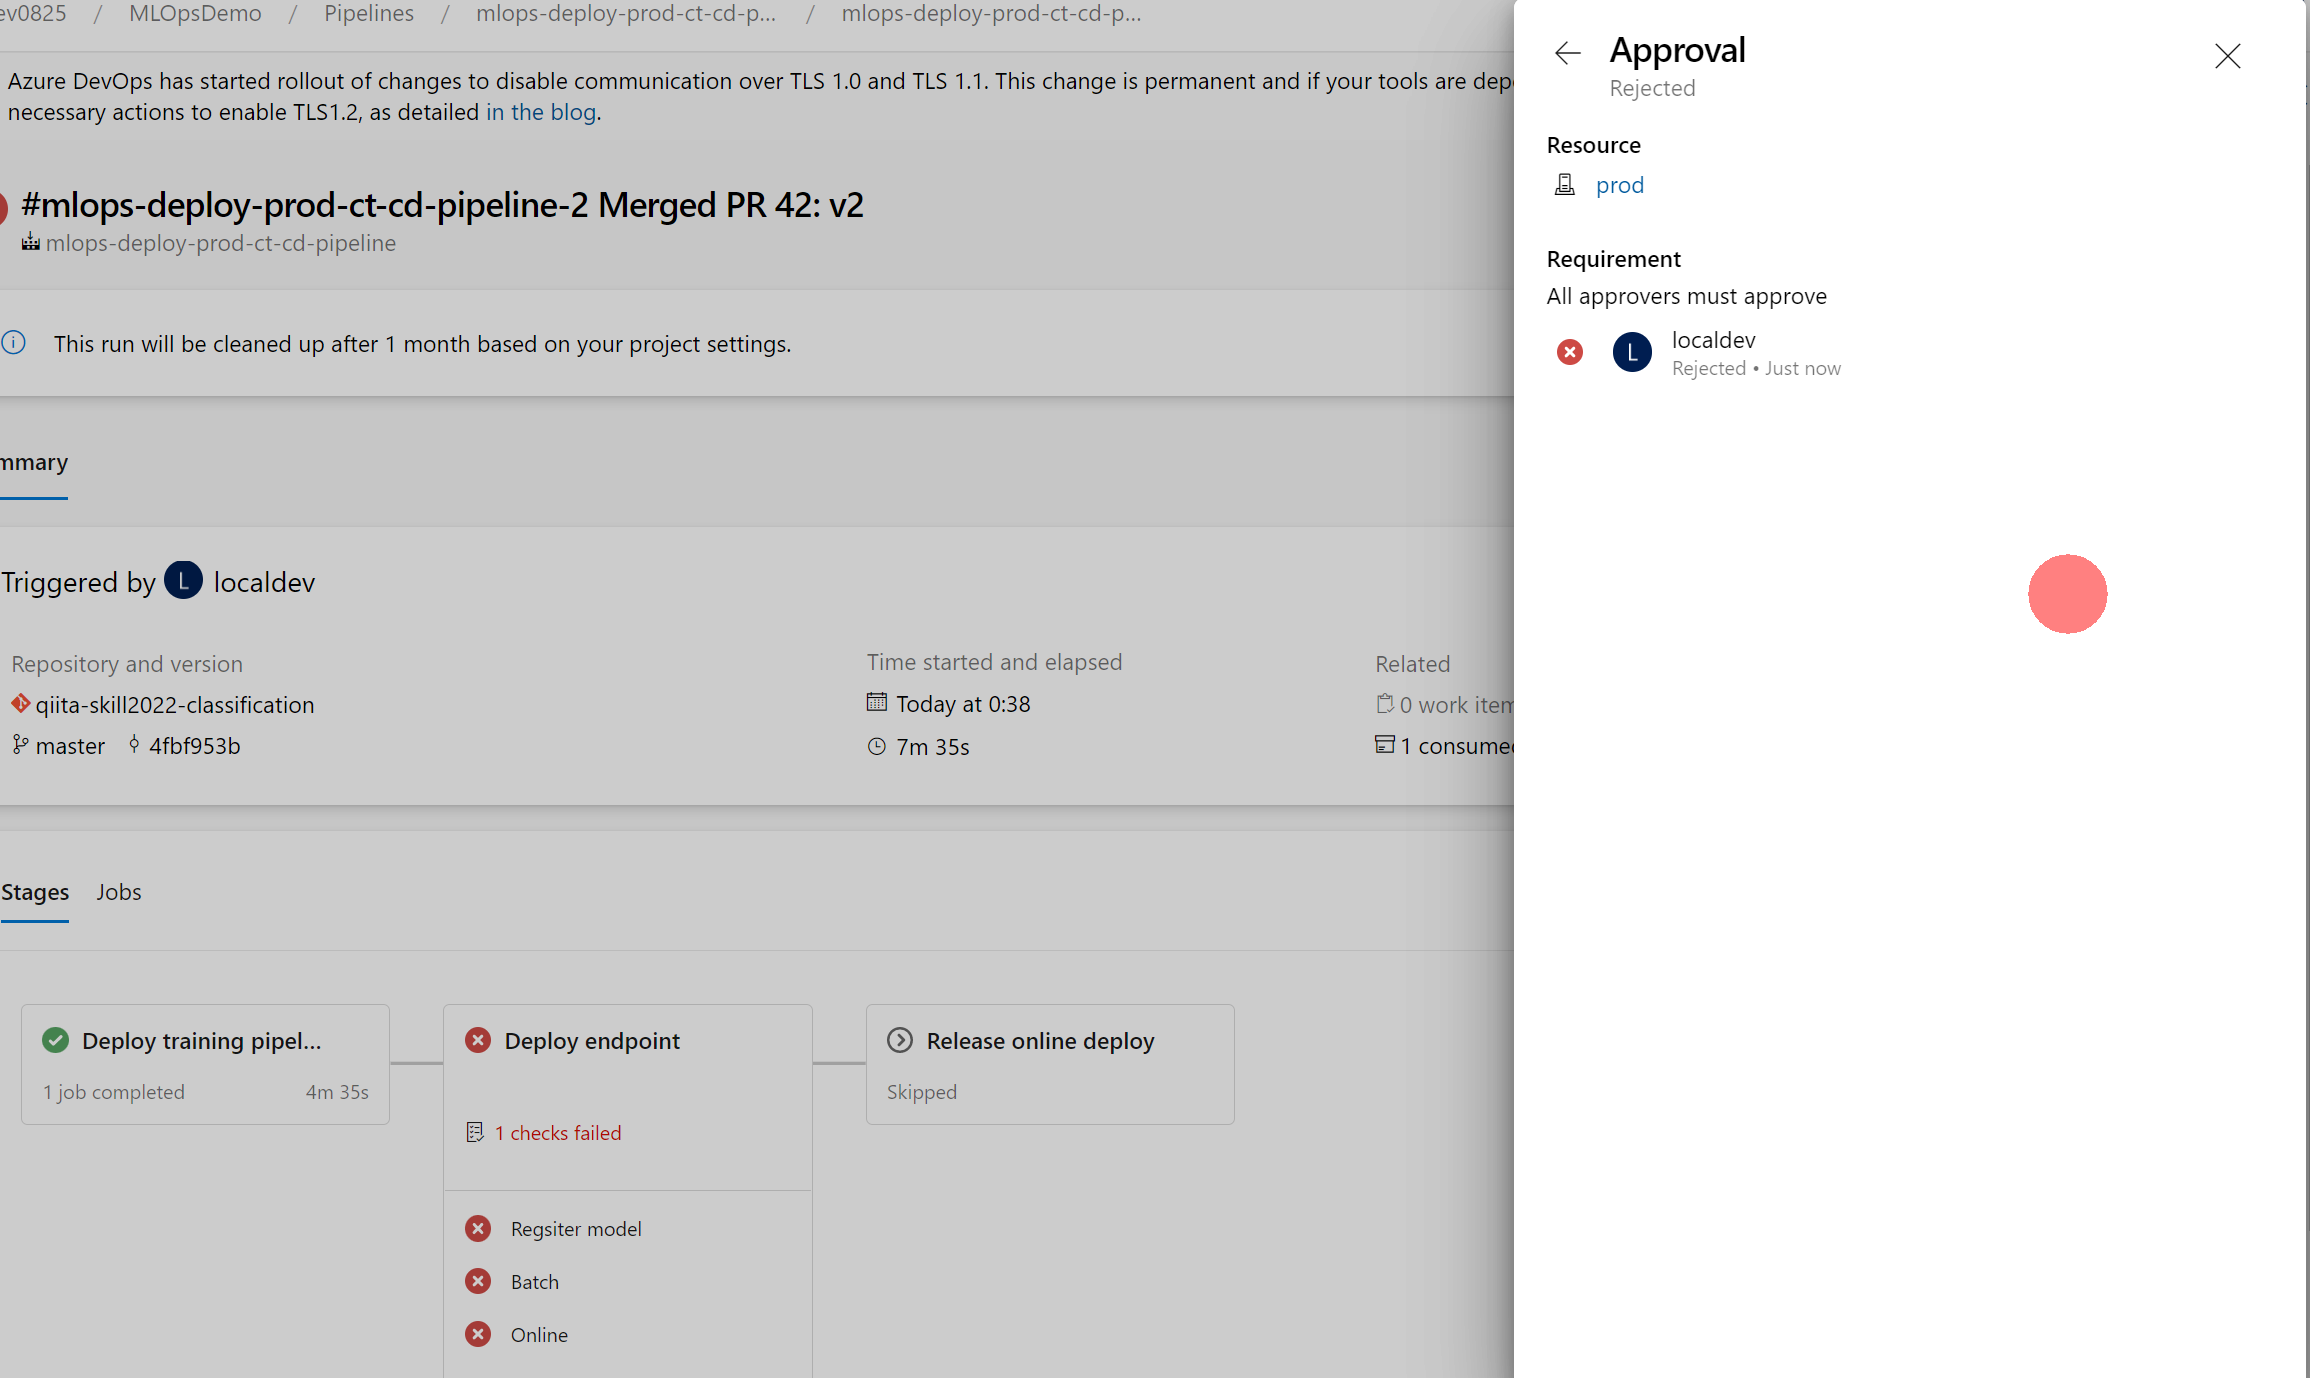 ev0825 / MLOpsDemo / Pipelines / mlops-deploy-prod-ct-cd-p... / mlops-deploy-prod-ct-cd-p...
Azure DevOps has started rollout of changes to disable communication over TLS 1.0 and TLS 1.1. This change is permanent and if your tools are dep
necessary actions to enable TLS1.2, as detailed in the blog.
#mlops-deploy-prod-ct-cd-pipeline-2 Merged PR 42: v2
mlops-deploy-prod-ct-cd-pipeline
This run will be cleaned up after 1 month based on your project settings.
mmary
Triggered by L localdev
Repository and version
qiita-skill2022-classification
master 4fbf953b
Time started and elapsed
Today at 0:38
7m 35s
Related
0 work item
1 consume
Stages Jobs
Deploy training pipel...
1 job completed 4m 35s
Deploy endpoint
1 checks failed
Regsiter model
Batch
Online
Release online deploy
Skipped
Approval
Rejected
Resource
prod
Requirement
All approvers must approve
L localdev
Rejected • Just now